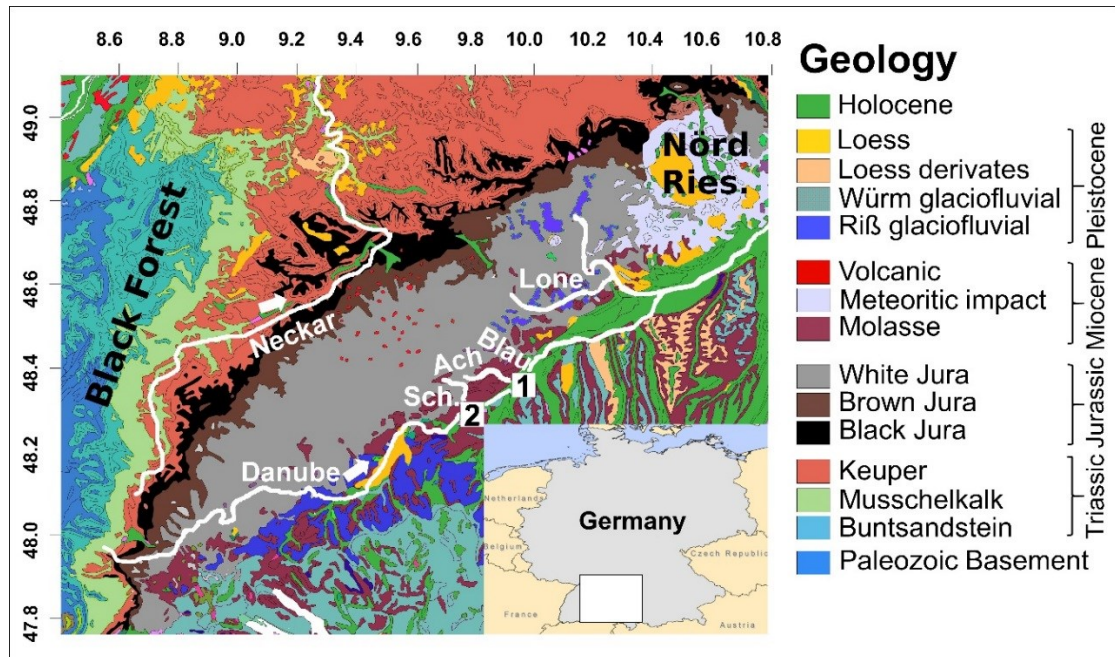 8.6 8.8 9.0 9.2 9.4 9.6 9.8 10.0 10.2 10.4 10.6 10.8
49.0
48.8
48.6
48.4
48.2
48.0
47.8
Black Forest
Nörd
Ries.
Neckar
Lone
Blau
Ach
Sch.
1
2
Danube
Netherlands
Belgium
Germany
Czech Republic
France
Austria
Geology
Holocene
Loess
Loess derivates
Würm glaciofluvial
Riß glaciofluvial
Pleistocene
Volcanic
Meteoritic impact
Molasse
Miocene
White Jura
Brown Jura
Black Jura
Jurassic
Keuper
Musschelkalk
Buntsandstein
Triassic
Paleozoic Basement